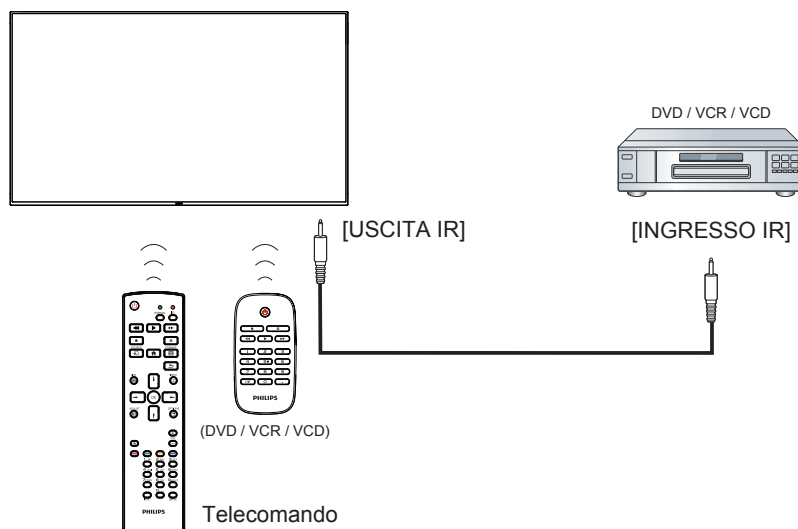 DVD / VCR / VCD
[USCITA IR]
[INGRESSO IR]
PHILIPS
(DVD / VCR / VCD)
PHILIPS
Telecomando